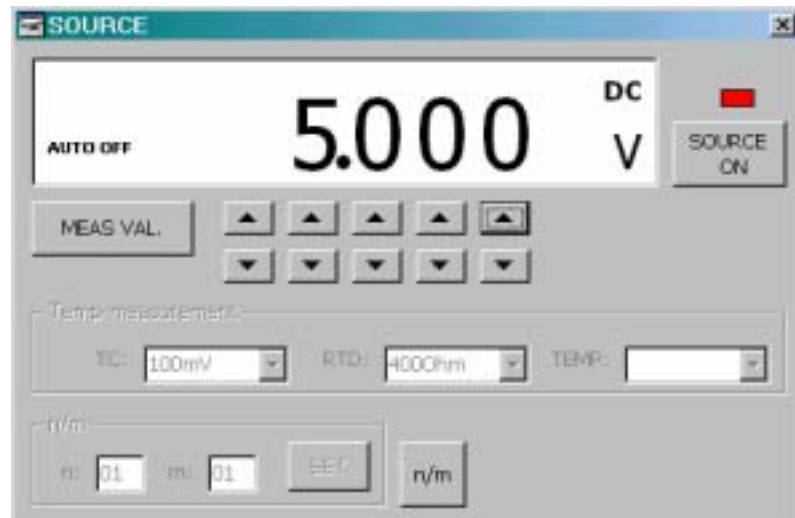 SOURCE
DC
5.000
V
AUTO OFF
SOURCE
ON
MEAS VAL.
Temp measurement
TC: 100mV RTD: 400Ohm TEMP:
n/m
n: 01 m: 01 SET n/m